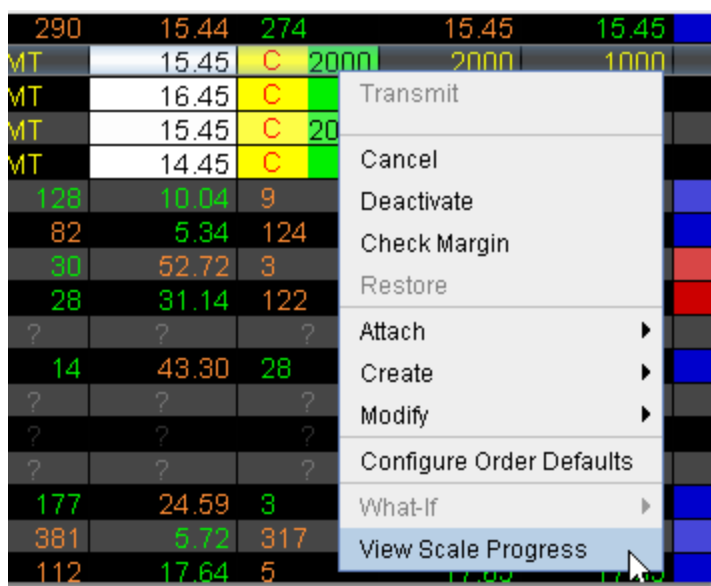 290 15.44 274 15.45 15.45
MT 15.45 C 2000 2000 1000
MT 16.45 C Transmit
MT 15.45 C 20
MT 14.45 C Cancel
128 10.04 9 Deactivate
82 5.34 124 Check Margin
30 52.72 3
28 31.14 122 Restore
? ? ? Attach
14 43.30 28 Create
? ? ? Modify
? ? ?
? ? ? Configure Order Defaults
177 24.59 3 What-If
381 5.72 317 View Scale Progress
112 17.64 5